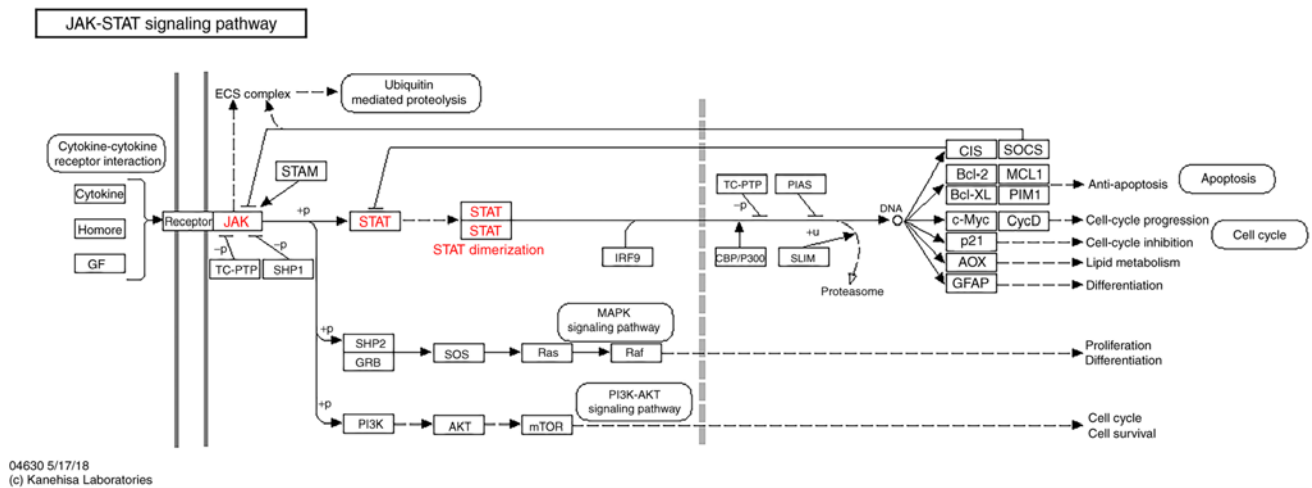 JAK-STAT signaling pathway
ECS complex
Ubiquitin
mediated proteolysis
Cytokine-cytokine
receptor interaction
Cytokine
Homore
GF
Receptor
JAK
STAM
+p
STAT
STAT
STAT
STAT dimerization
–p
–p
TC-PTP
SHP1
IRF9
TC-PTP
PIAS
–p
+u
CBP/P300
SLIM
Proteasome
DNA
CIS
SOCS
Bcl-2
MCL1
Bcl-XL
PIM1
c-Myc
CycD
p21
AOX
GFAP
Anti-apoptosis
Apoptosis
Cell-cycle progression
Cell-cycle inhibition
Cell cycle
Lipid metabolism
Differentiation
+p
SHP2
GRB
SOS
Ras
Raf
MAPK
signaling pathway
Proliferation
Differentiation
+p
PI3K
AKT
mTOR
PI3K-AKT
signaling pathway
Cell cycle
Cell survival
04630 5/17/18
(c) Kanehisa Laboratories